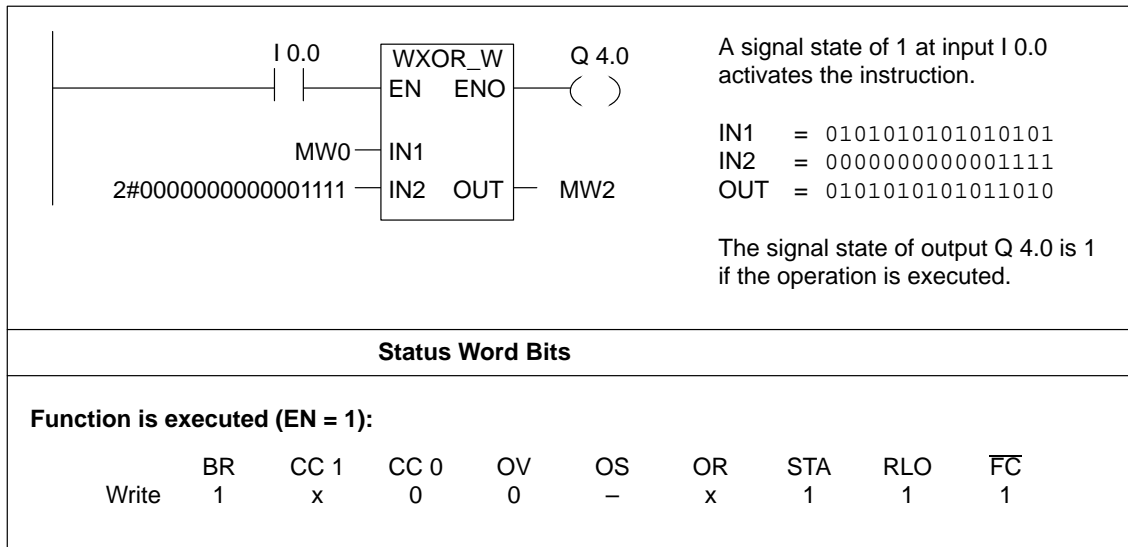 I 0.0
WXOR_W
Q 4.0
EN ENO
MW0
IN1
2#0000000000001111
IN2 OUT
MW2
A signal state of 1 at input I 0.0
activates the instruction.
IN1 = 0101010101010101
IN2 = 0000000000001111
OUT = 0101010101011010
The signal state of output Q 4.0 is 1
if the operation is executed.
Status Word Bits
Function is executed (EN = 1):
BR CC 1 CC 0 OV OS OR STA RLO F̅C̅
Write 1 x 0 0 – x 1 1 1